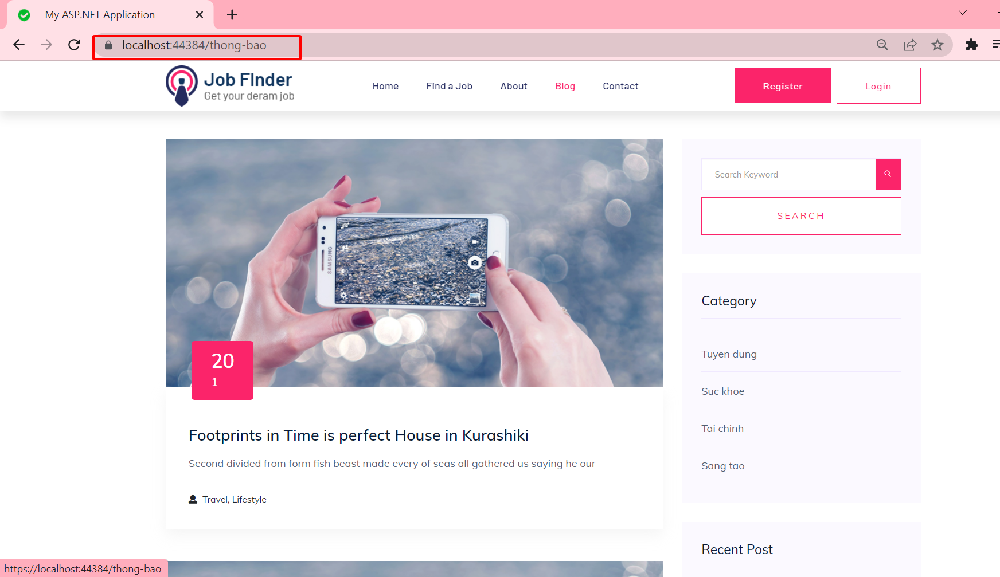 - My ASP.NET Application
localhost:44384/thong-bao
Job FInder
Get your deram job
Home
Find a Job
About
Blog
Contact
Register
Login
Search Keyword
SEARCH
SAMSUNG
MODE
20
1
Footprints in Time is perfect House in Kurashiki
Second divided from form fish beast made every of seas all gathered us saying he our
Travel, Lifestyle
Category
Tuyen dung
Suc khoe
Tai chinh
Sang tao
Recent Post
https://localhost:44384/thong-bao